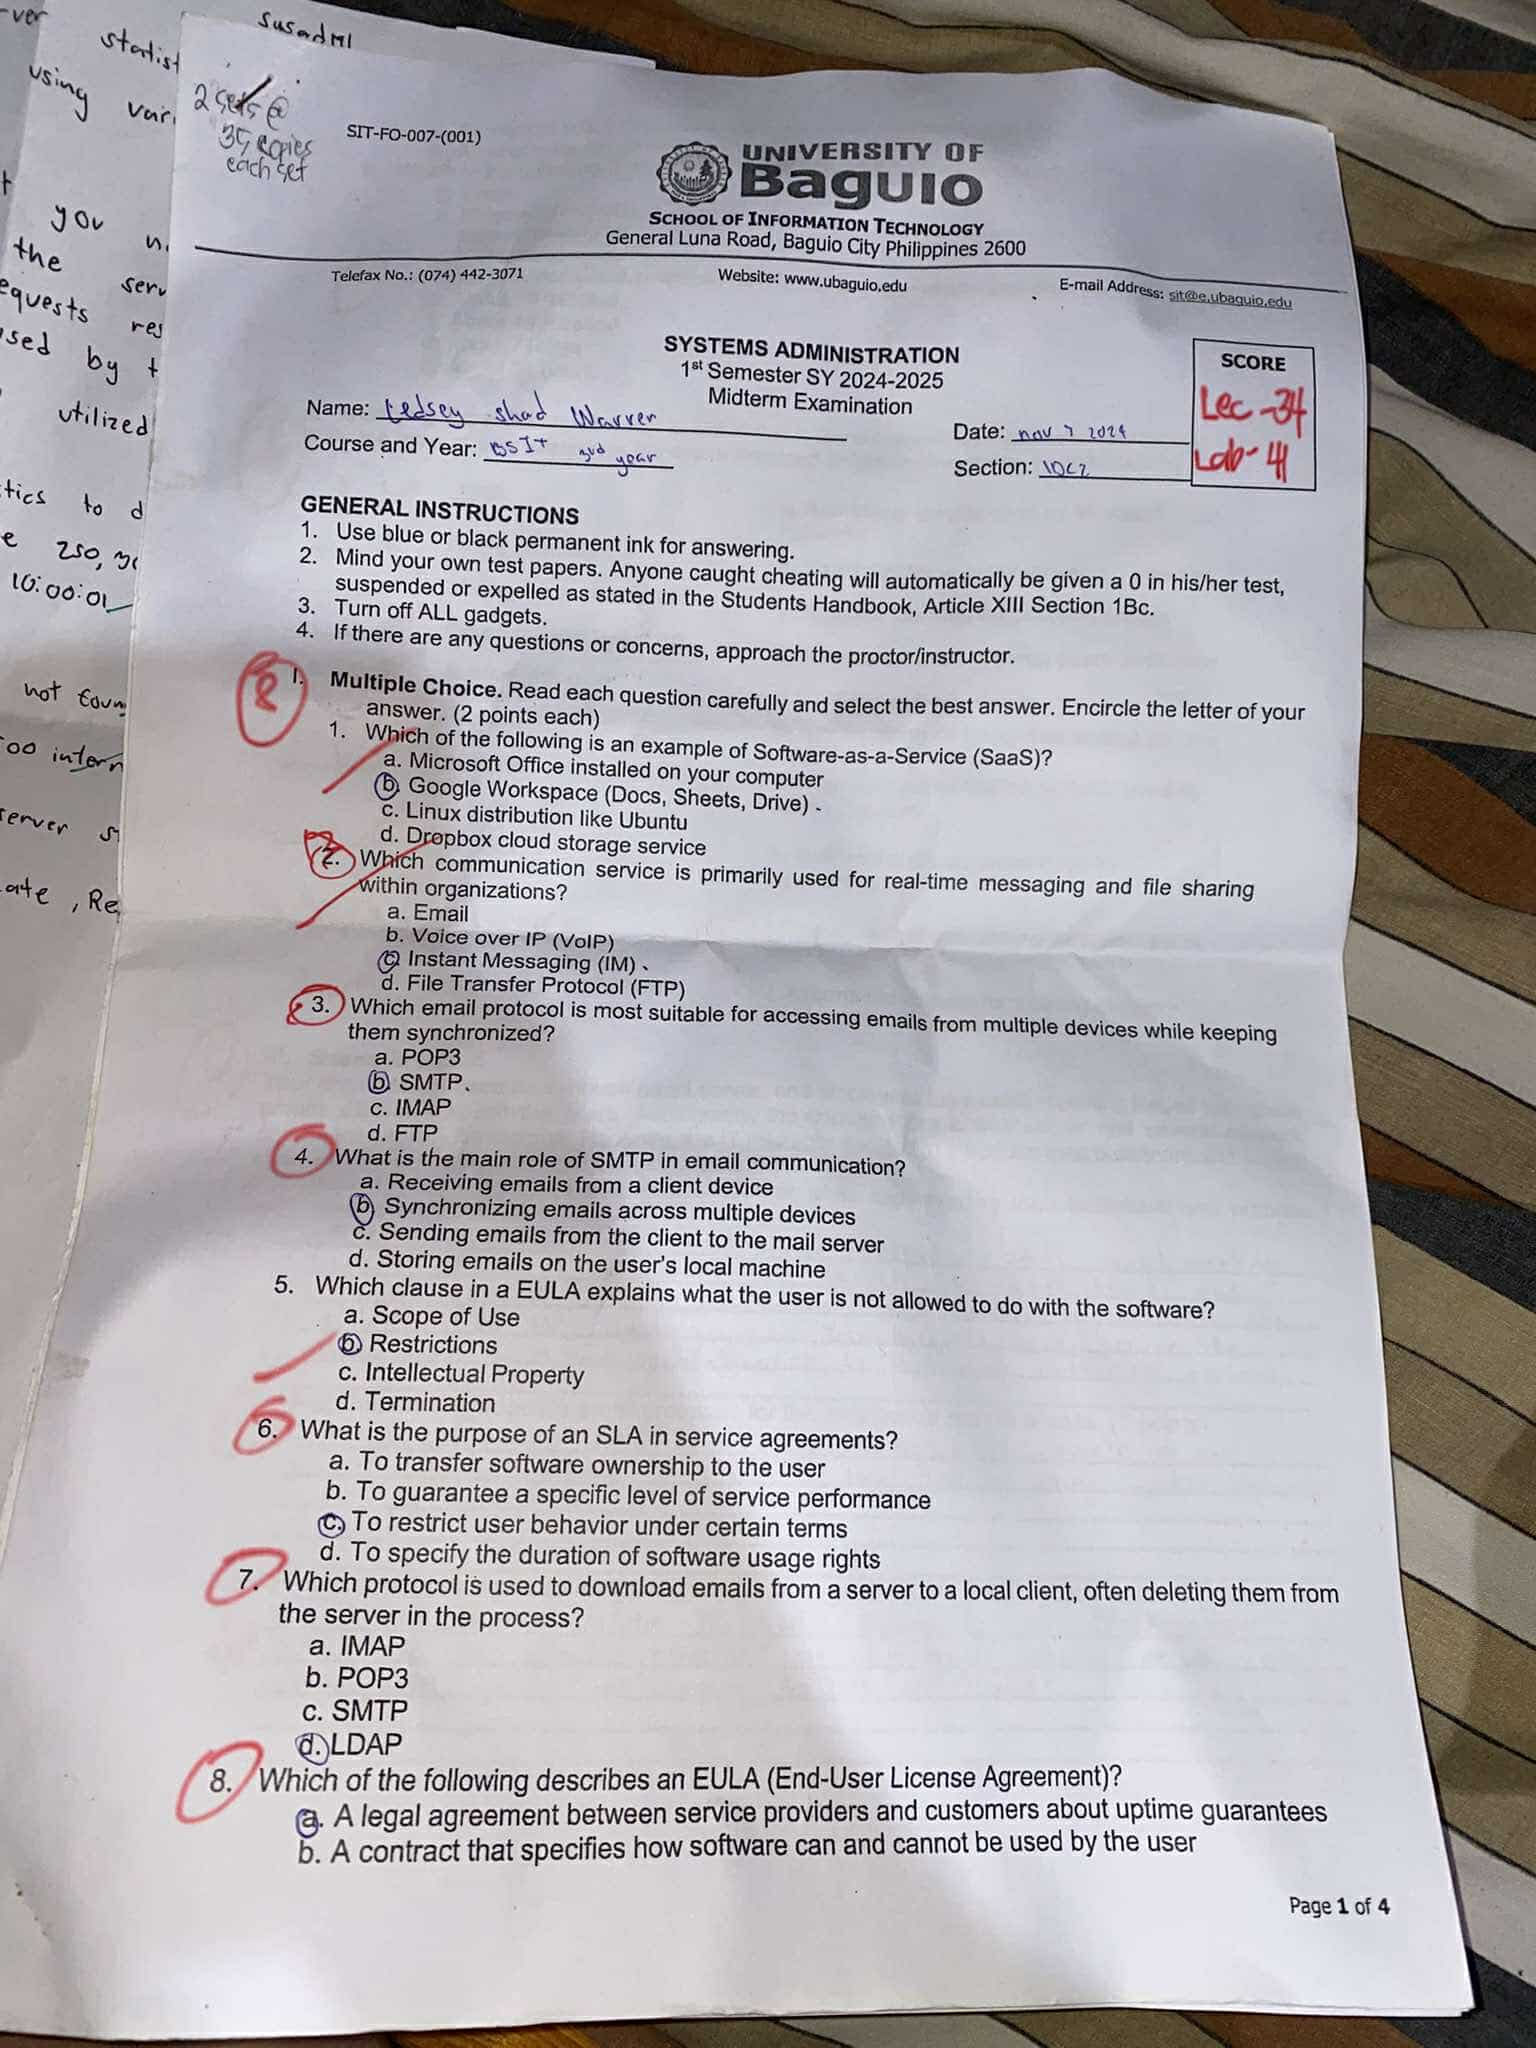 rver
statist
using vari
t
you n
the serv
equests res
used by t
utilized
tics to d
e 250, 30
10:00:01
not foun
500 intern
server st
ate , Re
susadmi
2 sets @
35 copies
each set
SIT-FO-007-(001)
UNIVERSITY OF
Baguio
SCHOOL OF INFORMATION TECHNOLOGY
General Luna Road, Baguio City Philippines 2600
Telefax No.: (074) 442-3071 Website: www.ubaguio.edu E-mail Address: sit@e.ubaguio.edu
SYSTEMS ADMINISTRATION
1st Semester SY 2024-2025
Midterm Examination
SCORE
Lec - 34
Lab - 41
Name: Ledsey Shad Warren
Date: nov 7 2024
Course and Year: BSIT 3rd year
Section: IDC2
GENERAL INSTRUCTIONS
1. Use blue or black permanent ink for answering.
2. Mind your own test papers. Anyone caught cheating will automatically be given a 0 in his/her test,
suspended or expelled as stated in the Students Handbook, Article XIII Section 1Bc.
3. Turn off ALL gadgets.
4. If there are any questions or concerns, approach the proctor/instructor.
8
I. Multiple Choice. Read each question carefully and select the best answer. Encircle the letter of your
answer. (2 points each)
1. Which of the following is an example of Software-as-a-Service (SaaS)?
a. Microsoft Office installed on your computer
b. Google Workspace (Docs, Sheets, Drive)
c. Linux distribution like Ubuntu
d. Dropbox cloud storage service
2. Which communication service is primarily used for real-time messaging and file sharing
within organizations?
a. Email
b. Voice over IP (VoIP)
c. Instant Messaging (IM)
d. File Transfer Protocol (FTP)
3. Which email protocol is most suitable for accessing emails from multiple devices while keeping
them synchronized?
a. POP3
b. SMTP
c. IMAP
d. FTP
4. What is the main role of SMTP in email communication?
a. Receiving emails from a client device
b. Synchronizing emails across multiple devices
c. Sending emails from the client to the mail server
d. Storing emails on the user's local machine
5. Which clause in a EULA explains what the user is not allowed to do with the software?
a. Scope of Use
b. Restrictions
c. Intellectual Property
d. Termination
6. What is the purpose of an SLA in service agreements?
a. To transfer software ownership to the user
b. To guarantee a specific level of service performance
c. To restrict user behavior under certain terms
d. To specify the duration of software usage rights
7. Which protocol is used to download emails from a server to a local client, often deleting them from
the server in the process?
a. IMAP
b. POP3
c. SMTP
d. LDAP
8. Which of the following describes an EULA (End-User License Agreement)?
a. A legal agreement between service providers and customers about uptime guarantees
b. A contract that specifies how software can and cannot be used by the user
Page 1 of 4